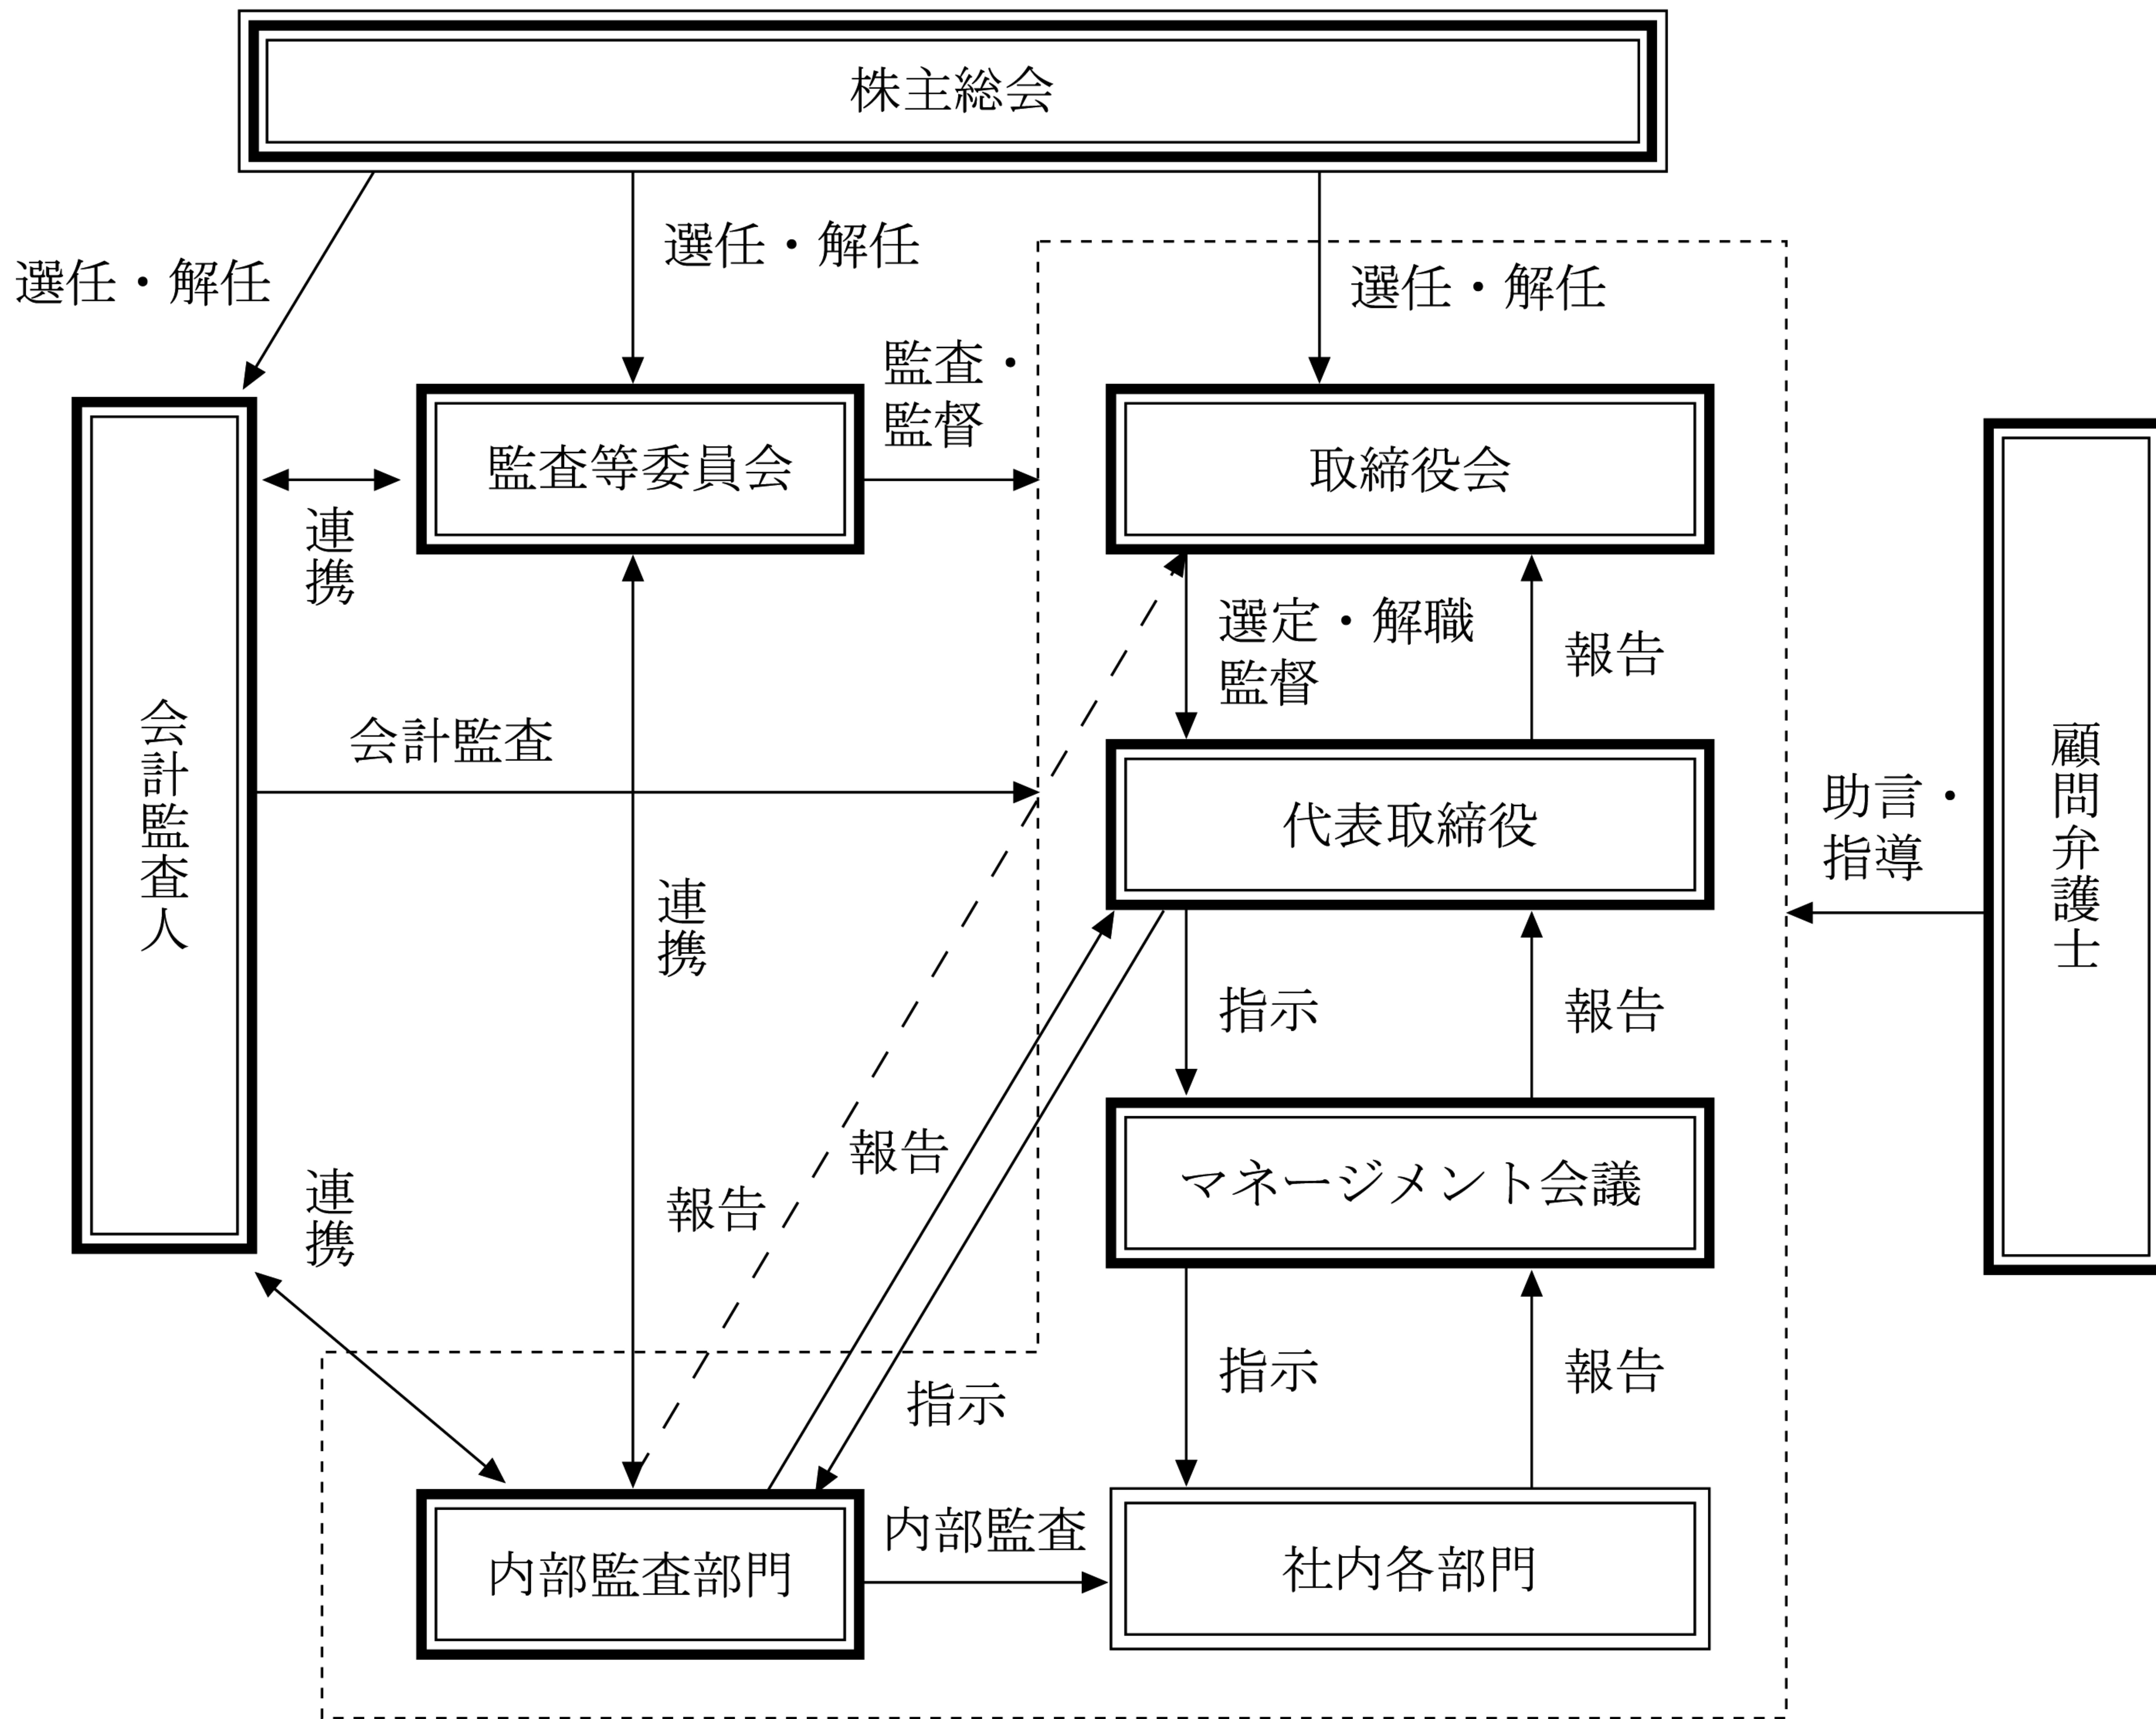 株主総会
選任・解任
選任・解任
選任・解任
監査・
監督
監査等委員会
取締役会
連携
選定・解職
監督
報告
会計監査人
会計監査
代表取締役
顧問弁護士
助言・
指導
連携
指示
報告
マネージメント会議
報告
報告
連携
指示
指示
報告
内部監査部門
内部監査
社内各部門